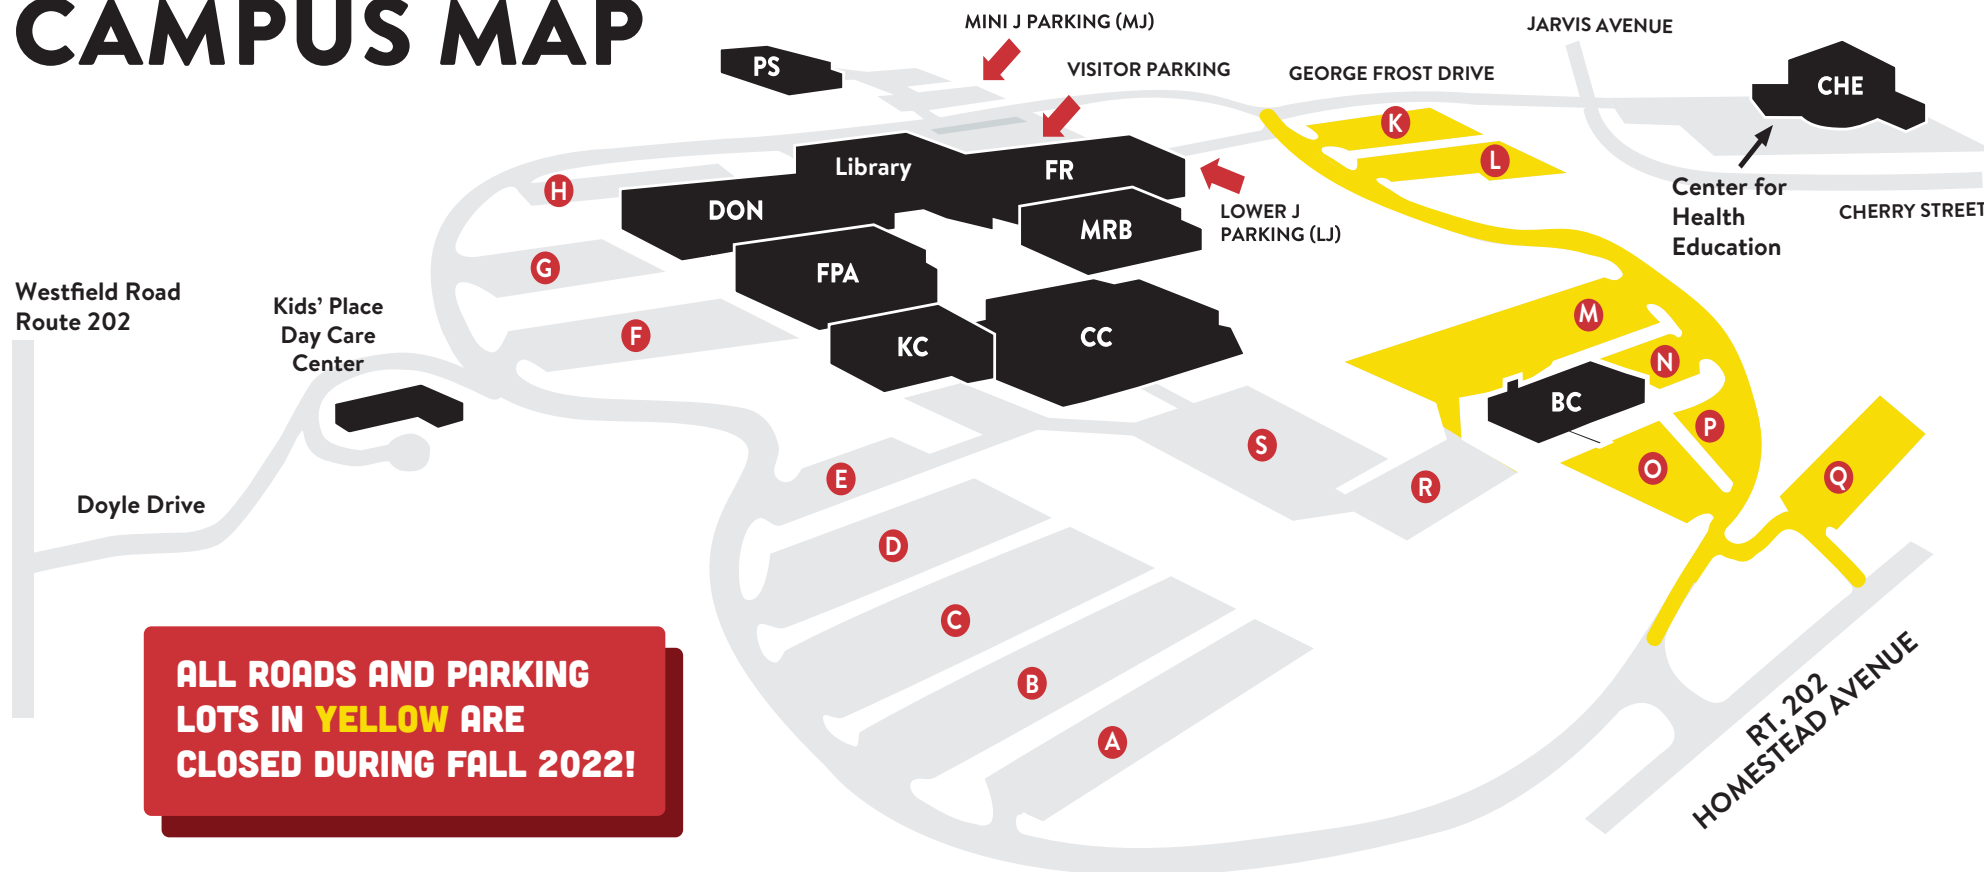 CAMPUS MAP
MINI J PARKING (MJ)
JARVIS AVENUE
PS
VISITOR PARKING
GEORGE FROST DRIVE
CHE
K
L
Library
FR
H
Center for
Health
Education
DON
LOWER J
PARKING (LJ)
CHERRY STREET
MRB
G
FPA
Westfield Road
Route 202
Kids' Place
Day Care
Center
F
KC
CC
M
N
BC
P
S
O
Q
E
R
Doyle Drive
D
C
B
A
ALL ROADS AND PARKING
LOTS IN YELLOW ARE
CLOSED DURING FALL 2022!
RT. 202
HOMESTEAD AVENUE